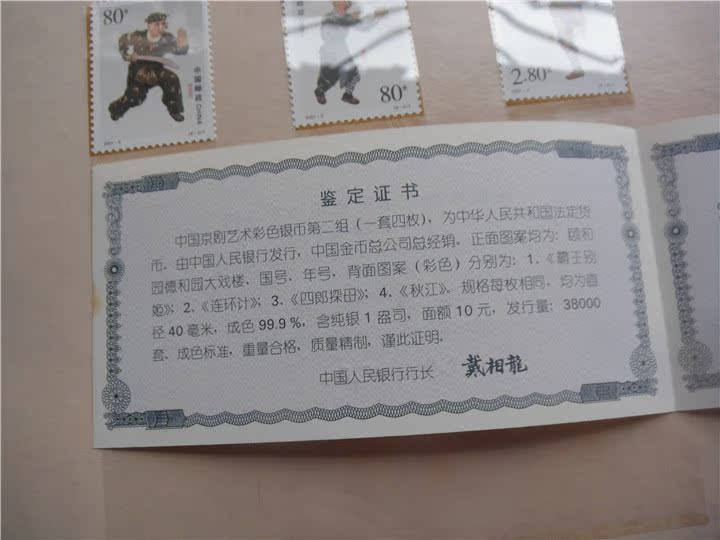 80分
中国邮政 CHINA
80分
2.80元
鉴定证书
中国京剧艺术彩色银币第二组（一套四枚），为中华人民共和国法定货
币，由中国人民银行发行，中国金币总公司总经销。正面图案均为：颐和
园德和园大戏楼、国号、年号，背面图案（彩色）分别为：1、《霸王别
姬》；2、《连环计》；3、《四郎探母》；4、《秋江》。规格每枚相同，均为直
径40毫米，成色99.9%，含纯银1盎司，面额10元，发行量：38000
套。成色标准，重量合格，质量精制，谨此证明。
中国人民银行行长 戴相龙